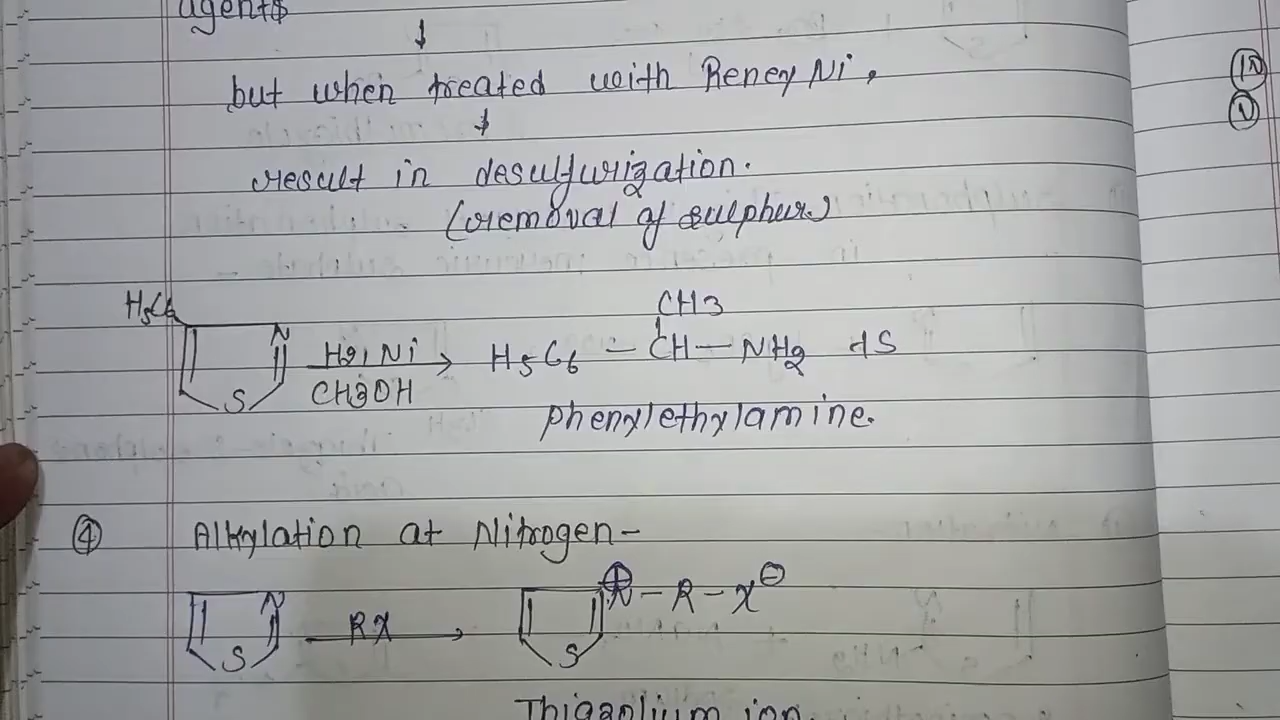 agents
↓
but when treated with Reney Ni,
↓
result in desulfurization.
(removal of sulphur)
H5C6
N
S
H2, Ni
CH3OH
CH3
H5C6 - CH - NH2 + S
phenylethylamine.
④ Alkylation at Nitrogen-
N
S
RX
⊕N - R - X⊖
S
Thiazolium ion.